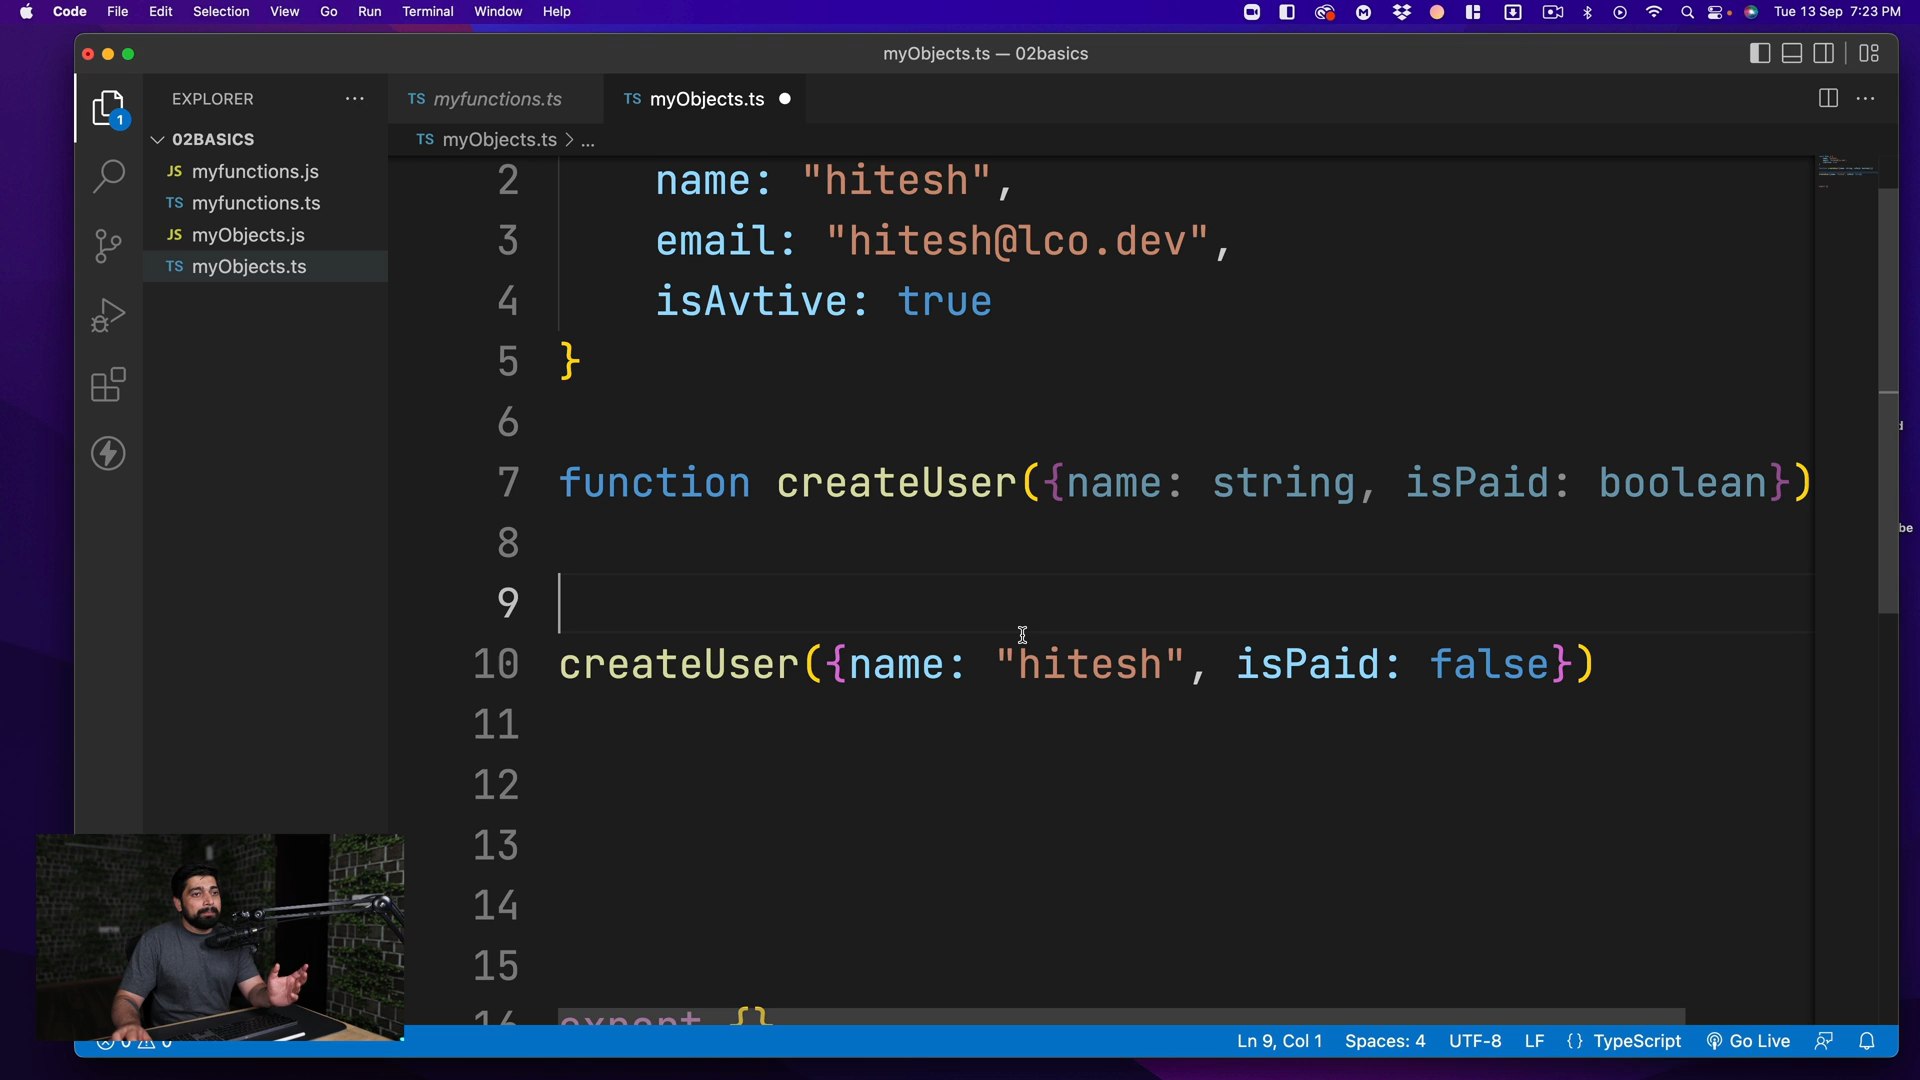 Code File Edit Selection View Go Run Terminal Window Help Tue 13 Sep 7:23 PM
myObjects.ts — 02basics
EXPLORER ···
TS myfunctions.ts TS myObjects.ts
1
02BASICS
TS myObjects.ts > ...
JS myfunctions.js
TS myfunctions.ts
JS myObjects.js
TS myObjects.ts
2 name: "hitesh",
3 email: "hitesh@lco.dev",
4 isAvtive: true
5 }
6
7 function createUser({name: string, isPaid: boolean})
8
9
10 createUser({name: "hitesh", isPaid: false})
11
12
13
14
15
16 export {}
be
Ln 9, Col 1 Spaces: 4 UTF-8 LF {} TypeScript Go Live